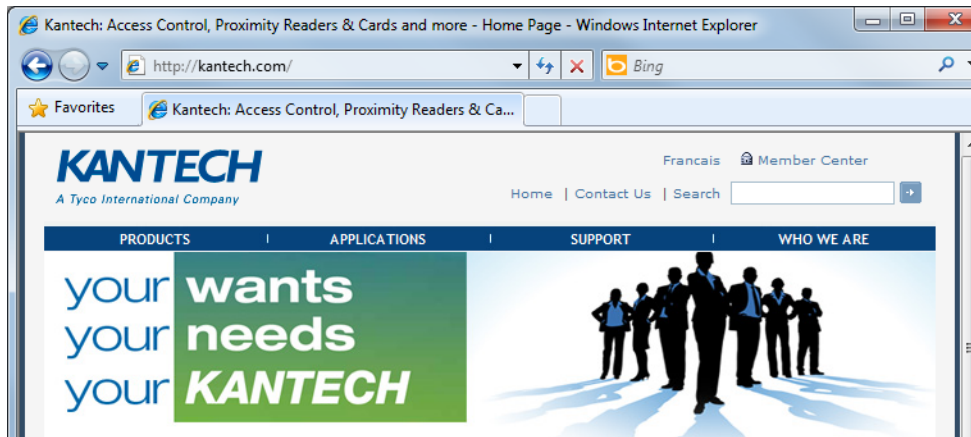 Kantech: Access Control, Proximity Readers & Cards and more - Home Page - Windows Internet Explorer
http://kantech.com/
Bing
Favorites
Kantech: Access Control, Proximity Readers & Ca...
KANTECH
A Tyco International Company
Francais Member Center
Home | Contact Us | Search
PRODUCTS | APPLICATIONS | SUPPORT | WHO WE ARE
your wants
your needs
your KANTECH